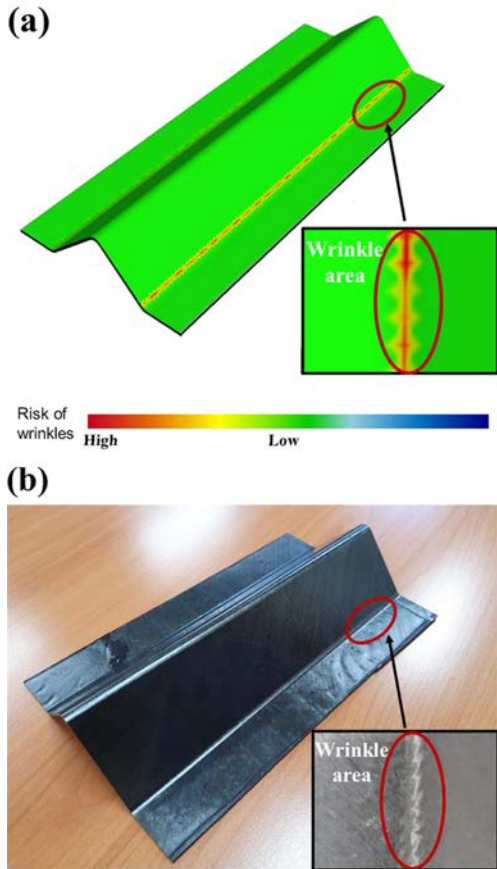 (a)
Wrinkle
area
Risk of
wrinkles
High
Low
(b)
Wrinkle
area